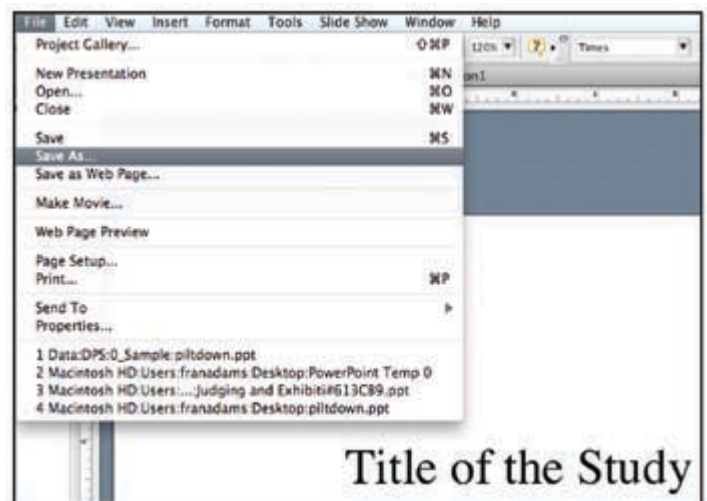 File Edit View Insert Format Tools Slide Show Window Help
Project Gallery... ⇧⌘P
120% ? Times
New Presentation ⌘N
on1
Open... ⌘O
Close ⌘W
Save ⌘S
Save As...
Save as Web Page...
Make Movie...
Web Page Preview
Page Setup...
Print... ⌘P
Send To
Properties...
1 Data:DPS:0_Sample:piltdown.ppt
2 Macintosh HD:Users:franadams:Desktop:PowerPoint Temp 0
3 Macintosh HD:Users:...:Judging and Exhibiti#613C89.ppt
4 Macintosh HD:Users:franadams:Desktop:piltdown.ppt
Title of the Study